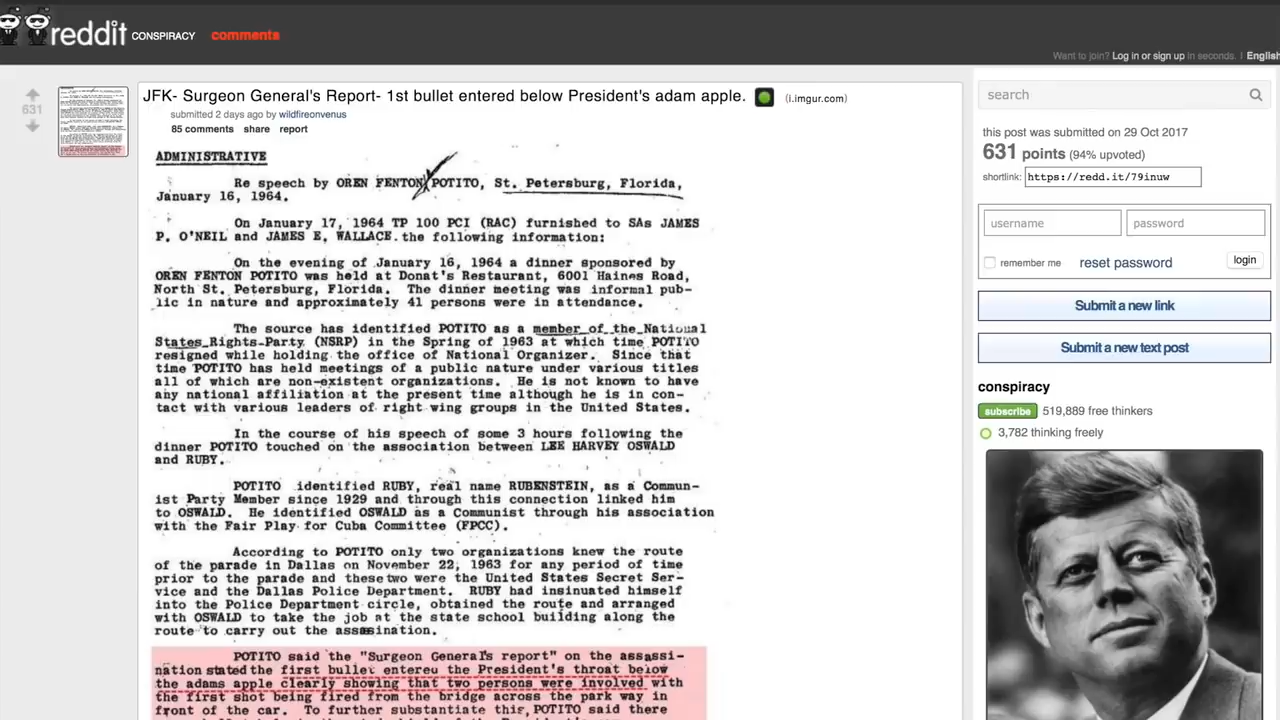 reddit CONSPIRACY comments
Want to join? Log in or sign up in seconds. | English
631
JFK- Surgeon General's Report- 1st bullet entered below President's adam apple. (i.imgur.com)
submitted 2 days ago by wildfireonvenus
85 comments share report
ADMINISTRATIVE
Re speech by OREN FENTON POTITO, St. Petersburg, Florida,
January 16, 1964.
On January 17, 1964 TP 100 PCI (RAC) furnished to SAs JAMES
P. O'NEIL and JAMES E. WALLACE.the following information:
On the evening of January 16, 1964 a dinner sponsored by
OREN FENTON POTITO was held at Donat's Restaurant, 6001 Haines Road,
North St. Petersburg, Florida. The dinner meeting was informal pub-
lic in nature and approximately 41 persons were in attendance.
The source has identified POTITO as a member of the National
States Rights Party (NSRP) in the Spring of 1963 at which time POTITO
resigned while holding the office of National Organizer. Since that
time POTITO has held meetings of a public nature under various titles
all of which are non-existent organizations. He is not known to have
any national affiliation at the present time although he is in con-
tact with various leaders of right wing groups in the United States.
In the course of his speech of some 3 hours following the
dinner POTITO touched on the association between LEE HARVEY OSWALD
and RUBY.
POTITO identified RUBY, real name RUBENSTEIN, as a Commun-
ist Party Member since 1929 and through this connection linked him
to OSWALD. He identified OSWALD as a Communist through his association
with the Fair Play for Cuba Committee (FPCC).
According to POTITO only two organizations knew the route
of the parade in Dallas on November 22, 1963 for any period of time
prior to the parade and these two were the United States Secret Ser-
vice and the Dallas Police Department. RUBY had insinuated himself
into the Police Department circle, obtained the route and arranged
with OSWALD to take the job at the state school building along the
route to carry out the assasination.
POTITO said the "Surgeon General's report" on the assassi-
nation stated the first bullet entered the President's throat below
the adams apple clearly showing that two persons were involved with
the first shot being fired from the bridge across the park way in
front of the car. To further substantiate this, POTITO said there
search
this post was submitted on 29 Oct 2017
631 points (94% upvoted)
shortlink: https://redd.it/79inuw
username password
remember me reset password login
Submit a new link
Submit a new text post
conspiracy
subscribe 519,889 free thinkers
3,782 thinking freely